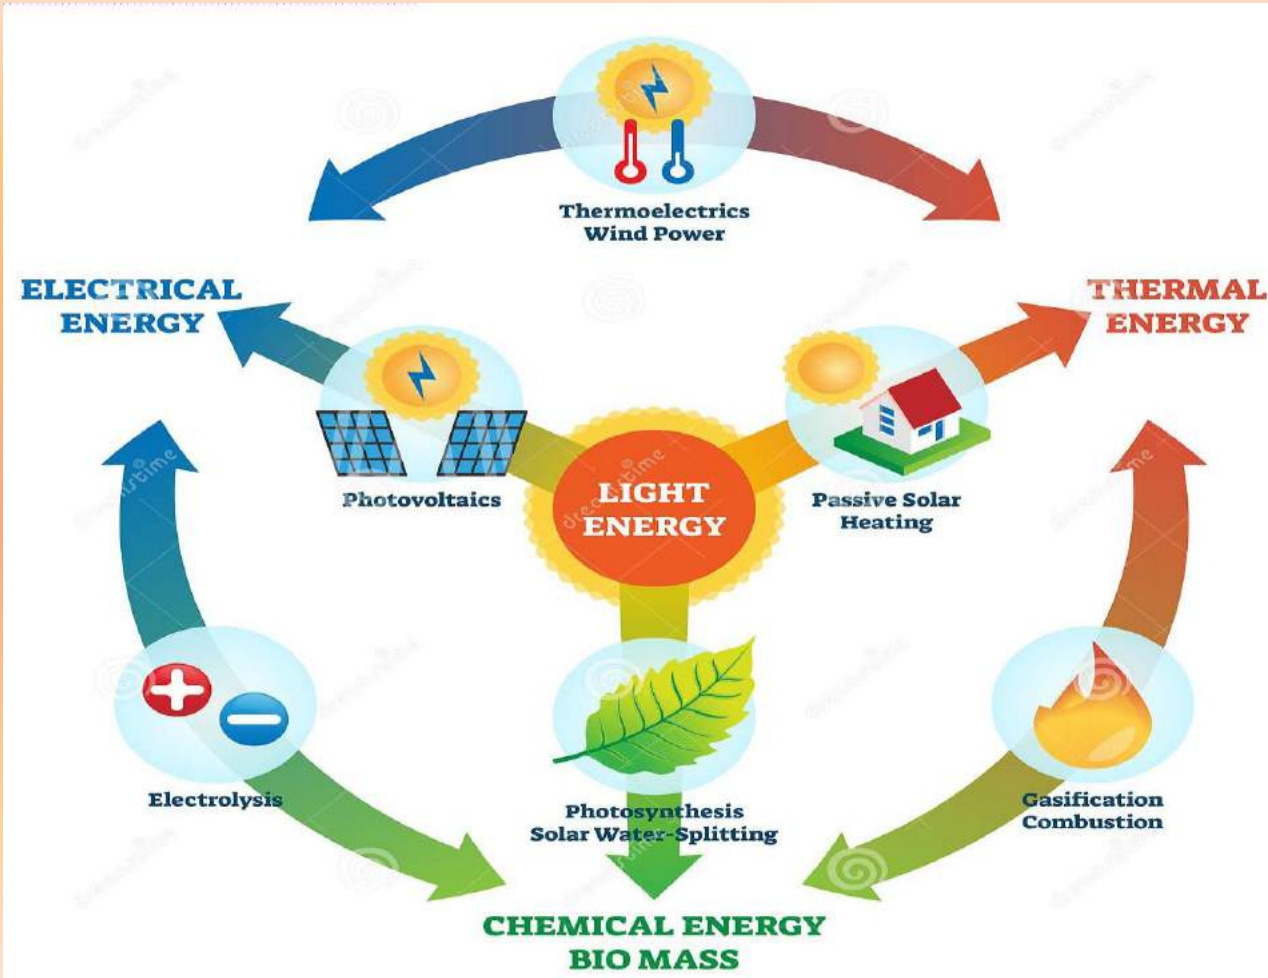 Thermoelectrics
Wind Power
ELECTRICAL
ENERGY
THERMAL
ENERGY
Photovoltaics
LIGHT
ENERGY
Passive Solar
Heating
Electrolysis
Photosynthesis
Solar Water-Splitting
Gasification
Combustion
CHEMICAL ENERGY
BIO MASS
dreamstime